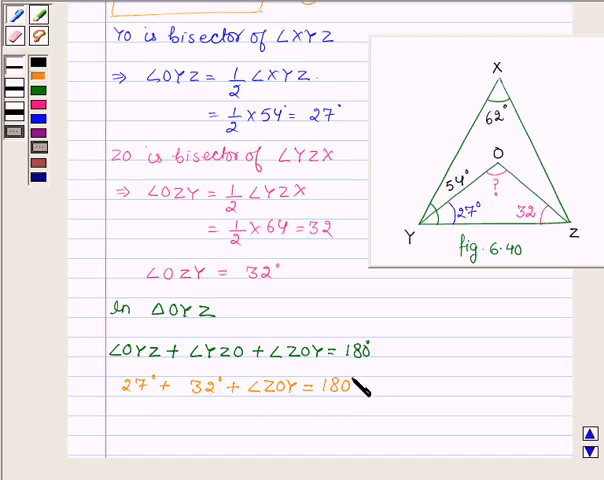 YO is bisector of ∠XYZ
⇒ ∠OYZ = 1/2 ∠XYZ.
= 1/2 × 54° = 27°
ZO is bisector of ∠YZX
⇒ ∠OZY = 1/2 ∠YZX
= 1/2 × 64 = 32
∠OZY = 32°
In △OYZ
∠OYZ + ∠YZO + ∠ZOY = 180°
27° + 32° + ∠ZOY = 180
X
62°
O
54°
?
27°
32
Y
Z
fig. 6.40